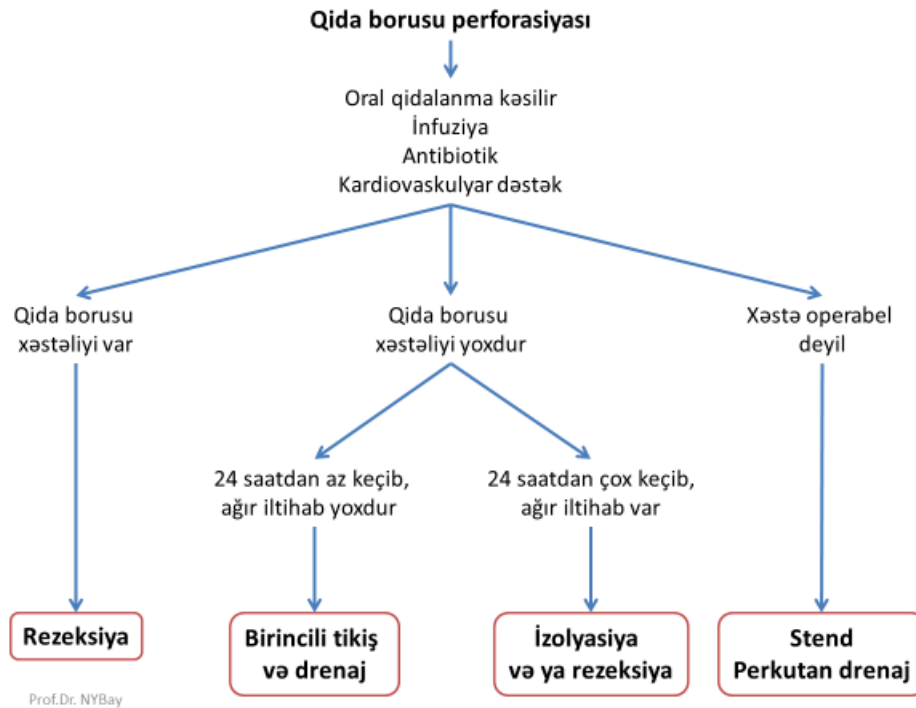 Qida borusu perforasiyası
Oral qidalanma kəsilir
İnfuziya
Antibiotik
Kardiovaskulyar dəstək
Qida borusu
xəstəliyi var
Qida borusu
xəstəliyi yoxdur
Xəstə operabel
deyil
24 saatdan az keçib,
ağır iltihab yoxdur
24 saatdan çox keçib,
ağır iltihab var
Rezeksiya
Birincili tikiş
və drenaj
İzolyasiya
və ya rezeksiya
Stend
Perkutan drenaj
Prof.Dr. NYBay